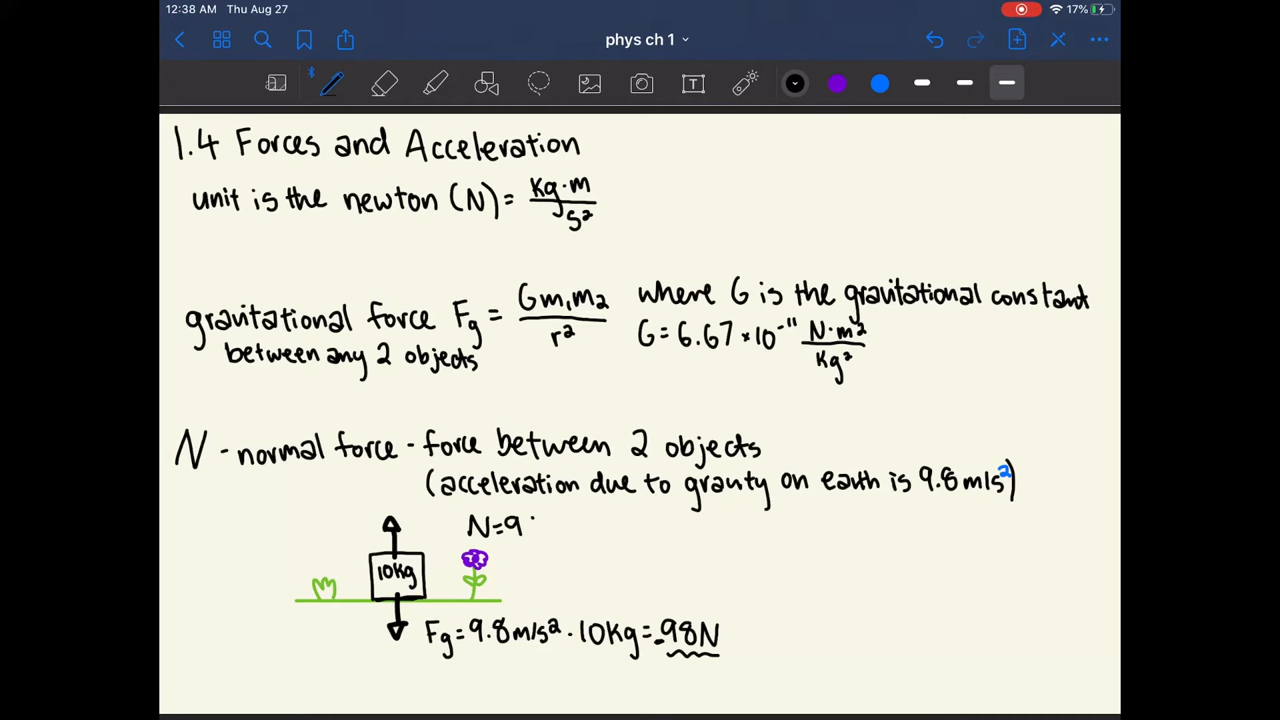 12:38 AM Thu Aug 27
17%
phys ch 1
T
1.4 Forces and Acceleration
unit is the newton (N) = kg·m / s²
gravitational force Fg = Gm₁m₂ / r² where G is the gravitational constant
between any 2 objects G = 6.67 × 10⁻¹¹ N·m² / kg²
N - normal force - force between 2 objects
(acceleration due to gravity on earth is 9.8 m/s²)
N=9
10kg
Fg = 9.8m/s² · 10kg = -98N